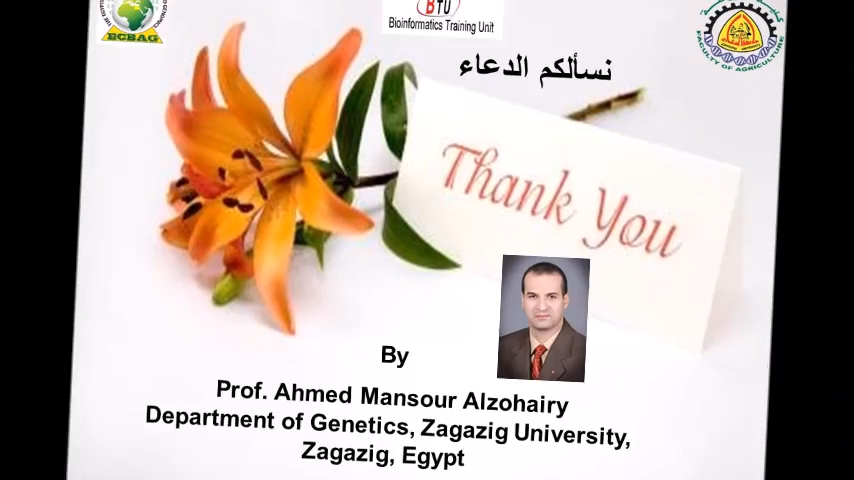 ECBAG
BTU
Bioinformatics Training Unit
FACULTY OF AGRICULTURE
نسألكم الدعاء
Thank You
By
Prof. Ahmed Mansour Alzohairy
Department of Genetics, Zagazig University,
Zagazig, Egypt